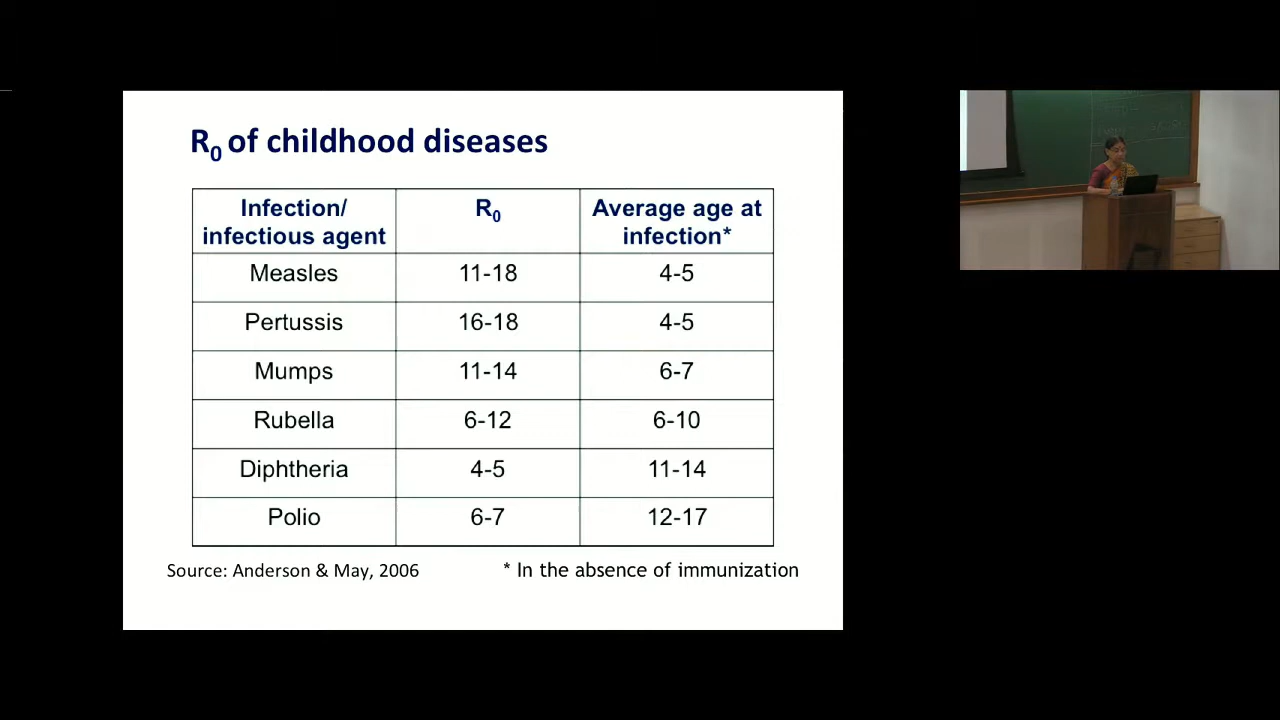 R₀ of childhood diseases
Infection/ infectious agent	R₀	Average age at infection*
Measles	11-18	4-5
Pertussis	16-18	4-5
Mumps	11-14	6-7
Rubella	6-12	6-10
Diphtheria	4-5	11-14
Polio	6-7	12-17
Source: Anderson & May, 2006	* In the absence of immunization